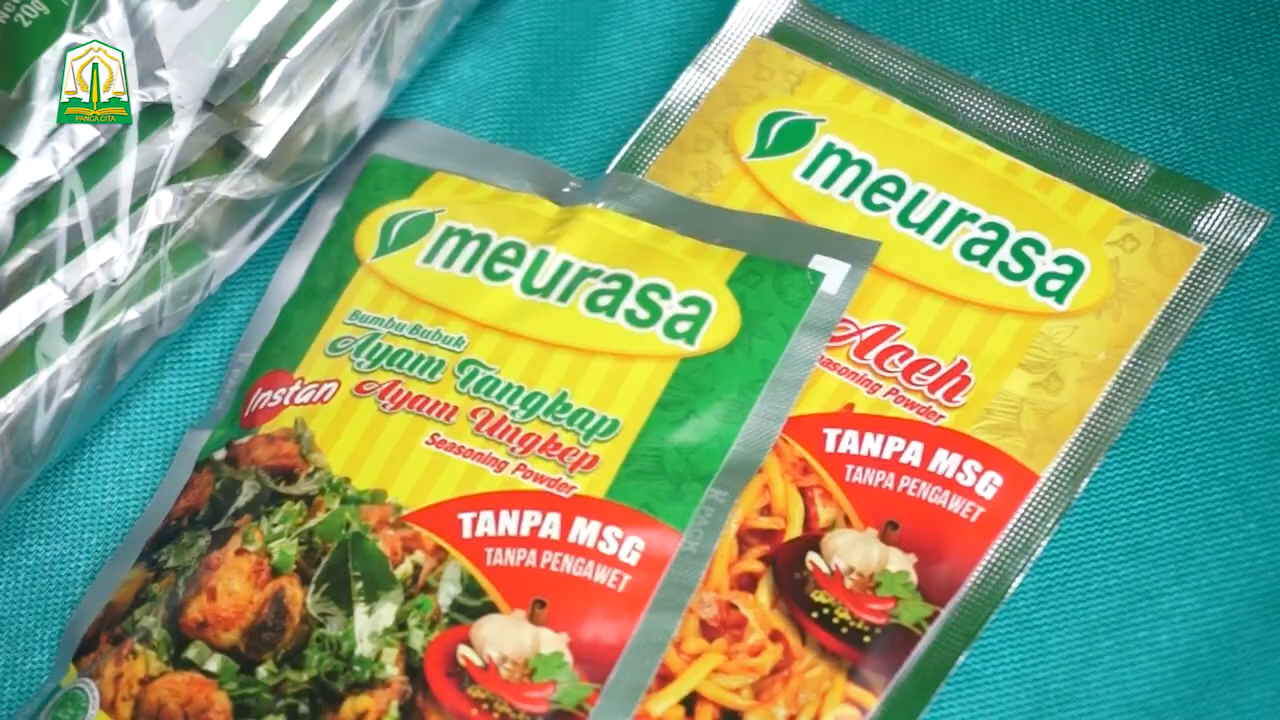 20g
PANCA CITA
meurasa
Bumbu Bubuk
Ayam Tangkap
Instan
Ayam Ungkep
Seasoning Powder
TANPA MSG
TANPA PENGAWET
meurasa
Aceh
Seasoning Powder
TANPA MSG
TANPA PENGAWET